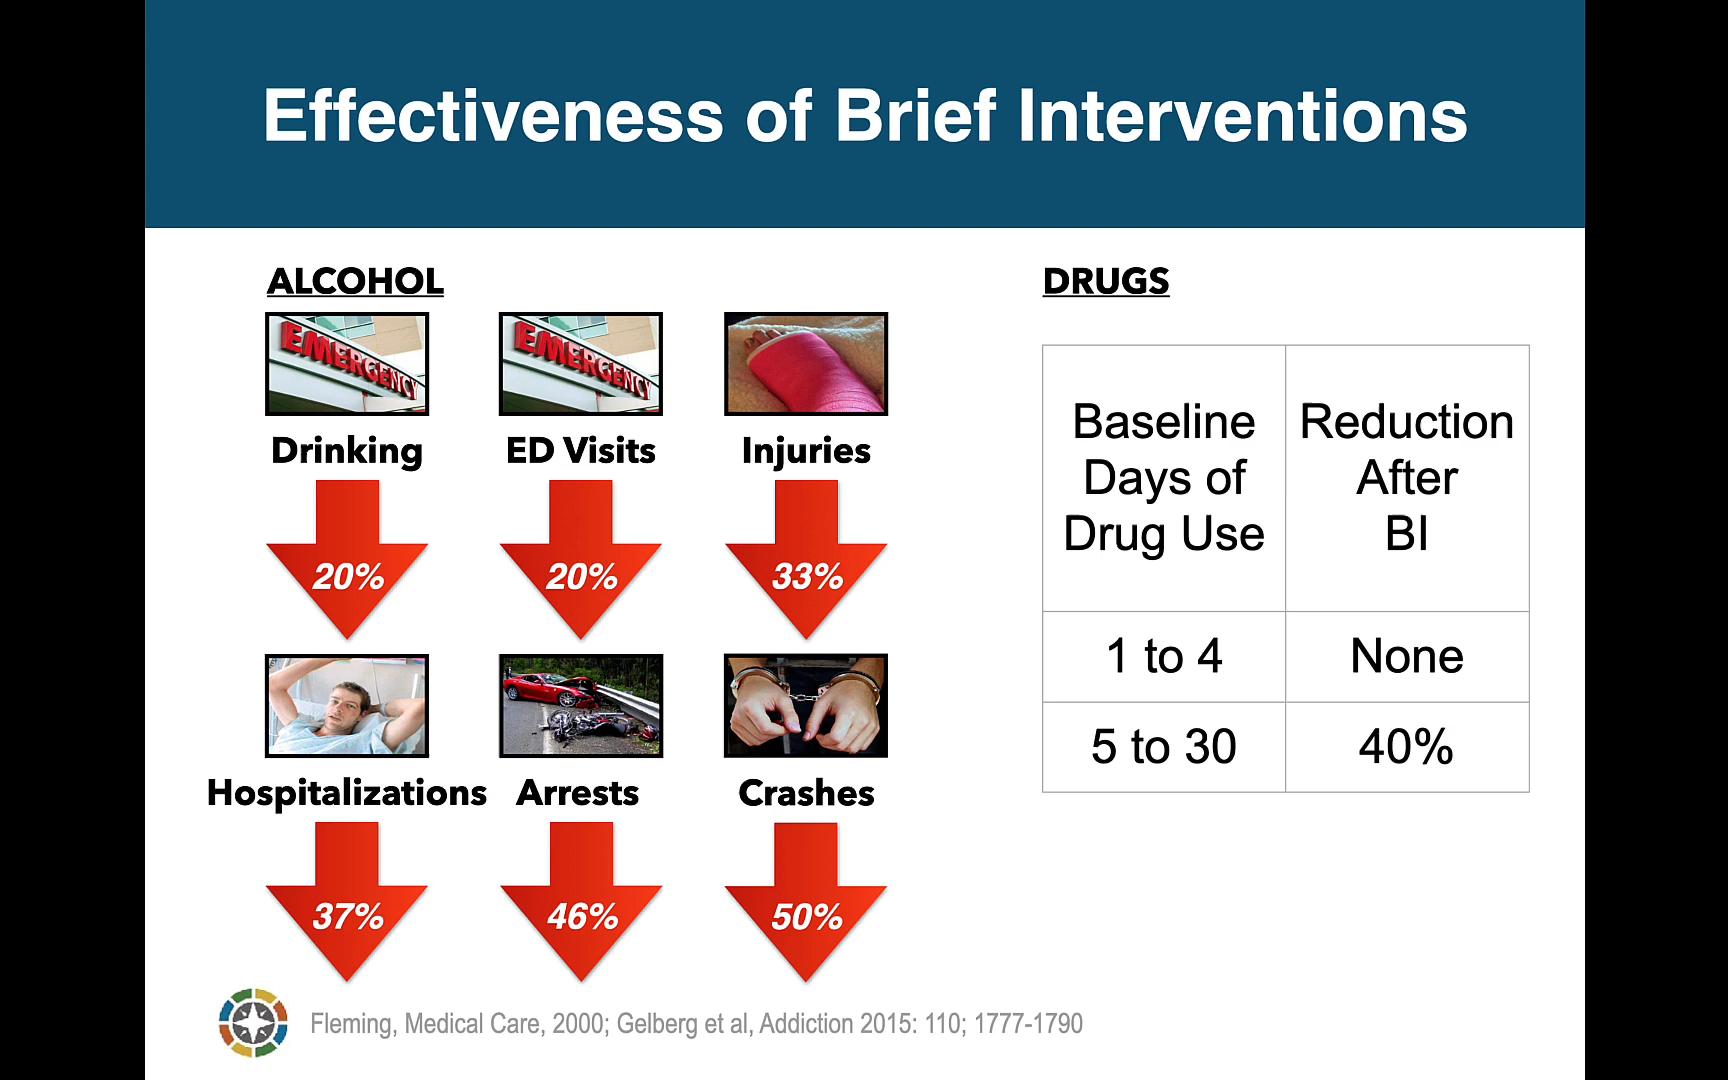 Effectiveness of Brief Interventions
ALCOHOL
EMERGENCY
EMERGENCY
Drinking
ED Visits
Injuries
20%
20%
33%
Hospitalizations
Arrests
Crashes
37%
46%
50%
DRUGS
Baseline
Days of
Drug Use
Reduction
After
BI
1 to 4
None
5 to 30
40%
Fleming, Medical Care, 2000; Gelberg et al, Addiction 2015: 110; 1777-1790